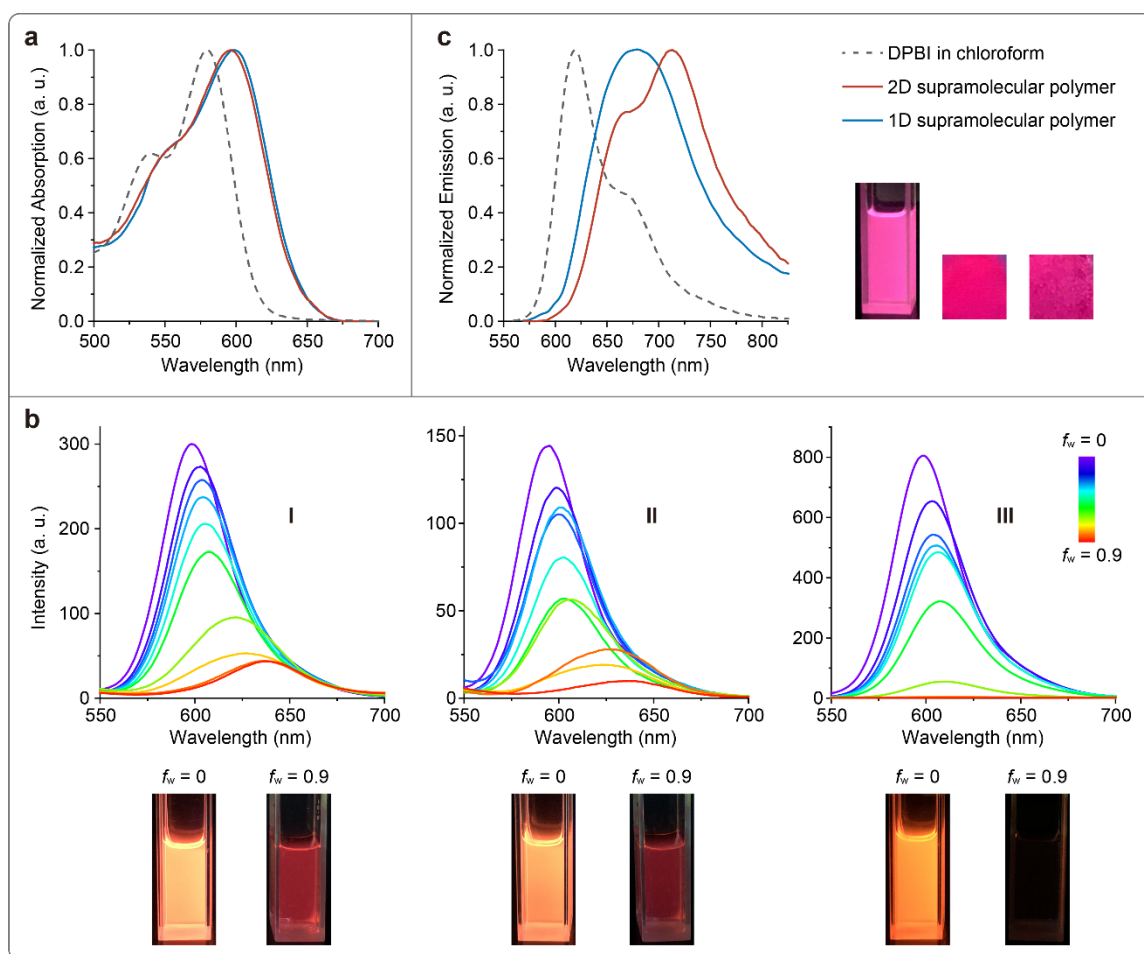 a
Normalized Absorption (a. u.)
1.0
0.8
0.6
0.4
0.2
0.0
500 550 600 650 700
Wavelength (nm)
c
Normalized Emission (a. u.)
1.0
0.8
0.6
0.4
0.2
0.0
550 600 650 700 750 800
Wavelength (nm)
DPBI in chloroform
2D supramolecular polymer
1D supramolecular polymer
b
Intensity (a. u.)
300
200
100
0
550 600 650 700
Wavelength (nm)
I
150
100
50
0
550 600 650 700
Wavelength (nm)
II
800
600
400
200
0
550 600 650 700
Wavelength (nm)
III
fw = 0
fw = 0.9
fw = 0 fw = 0.9
fw = 0 fw = 0.9
fw = 0 fw = 0.9